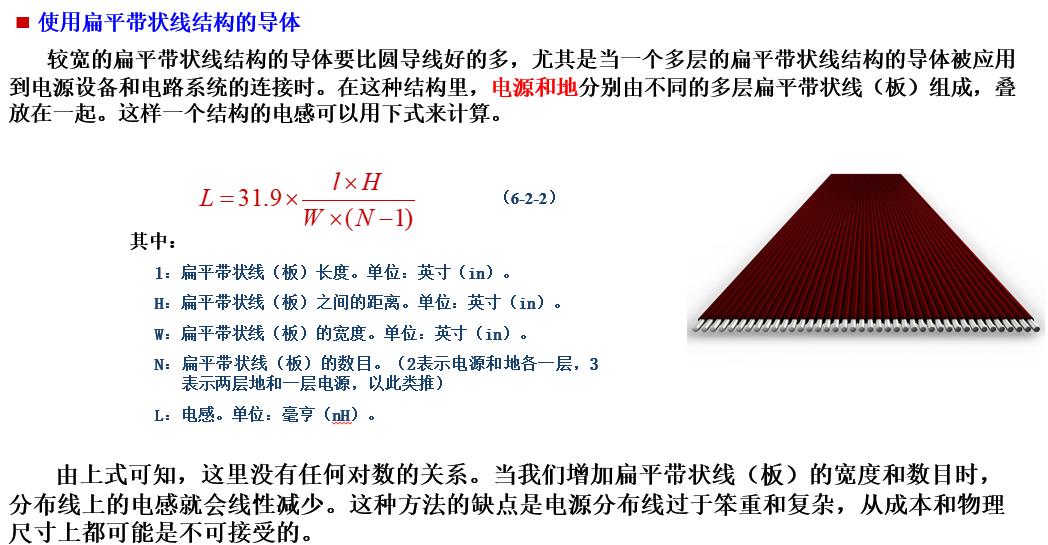 使用扁平带状线结构的导体
较宽的扁平带状线结构的导体要比圆导线好的多，尤其是当一个多层的扁平带状线结构的导体被应用
到电源设备和电路系统的连接时。在这种结构里，电源和地分别由不同的多层扁平带状线（板）组成，叠
放在一起。这样一个结构的电感可以用下式来计算。
L = 31.9 × (l × H) / (W × (N − 1)) （6-2-2）
其中：
l：扁平带状线（板）长度。单位：英寸（in）。
H：扁平带状线（板）之间的距离。单位：英寸（in）。
W：扁平带状线（板）的宽度。单位：英寸（in）。
N：扁平带状线（板）的数目。（2表示电源和地各一层，3
表示两层地和一层电源，以此类推）
L：电感。单位：毫亨（nH）。
由上式可知，这里没有任何对数的关系。当我们增加扁平带状线（板）的宽度和数目时，
分布线上的电感就会线性减少。这种方法的缺点是电源分布线过于笨重和复杂，从成本和物理
尺寸上都可能是不可接受的。